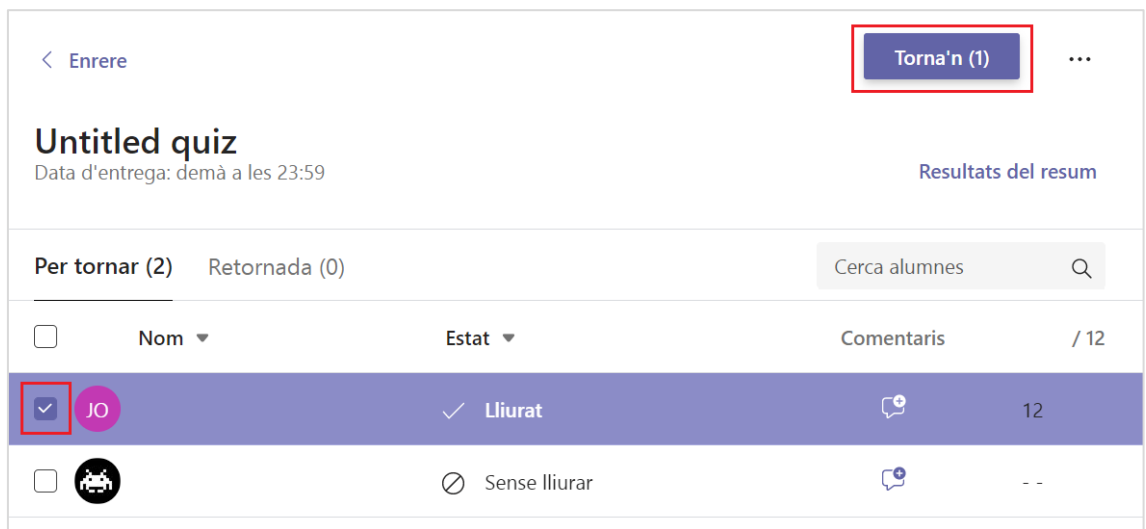 Enrere
Torna'n (1)
Untitled quiz
Data d'entrega: demà a les 23:59
Resultats del resum
Per tornar (2) Retornada (0) Cerca alumnes
Nom Estat Comentaris / 12
JO Lliurat 12
Sense lliurar - -